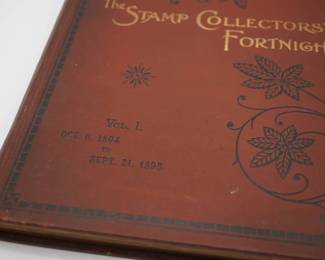 The Stamp Collectors'
Fortnigh
Vol. I.
Oct. 6, 1894
to
Sept. 21, 1895